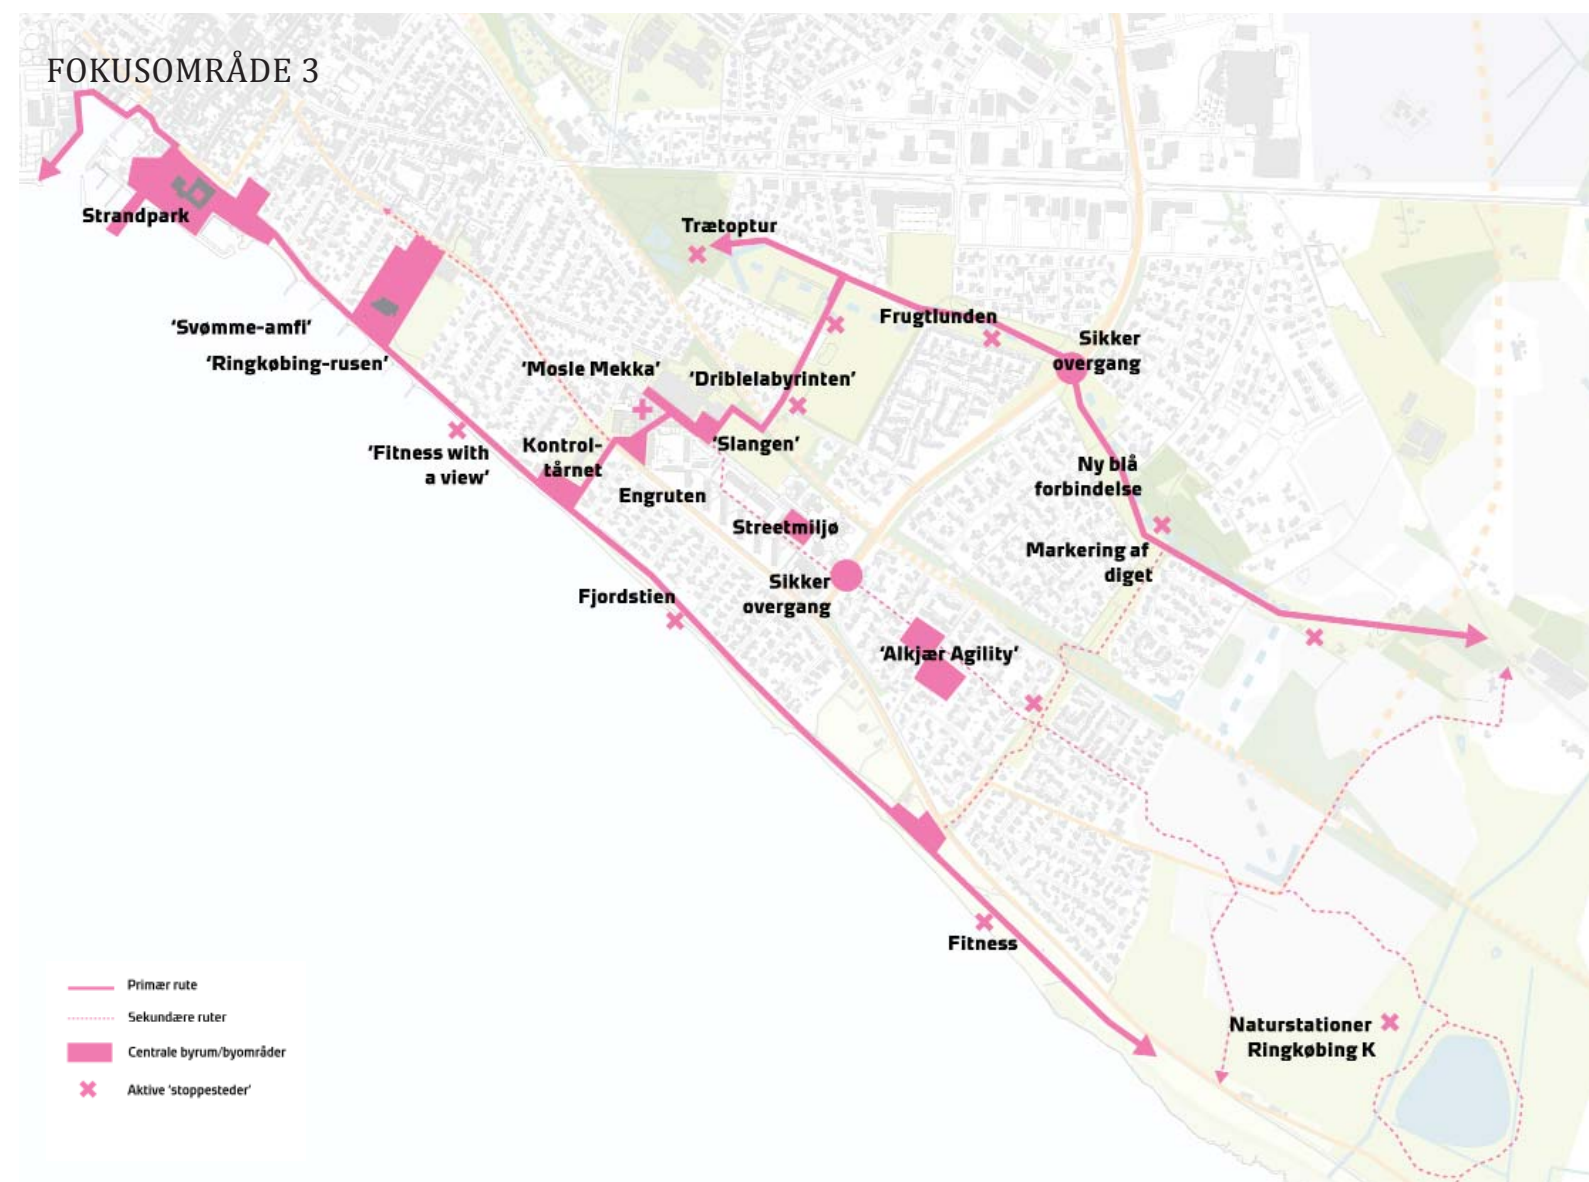 FOKUSOMRÅDE 3
Strandpark
Trætoptur
'Svømme-amfi'
'Ringkøbing-rusen'
Frugtlunden
Sikker
overgang
'Mosle Mekka'
'Driblelabyrinten'
'Fitness with
a view'
Kontrol-
tårnet
'Slangen'
Engruten
Ny blå
forbindelse
Streetmiljø
Markering af
diget
Sikker
overgang
Fjordstien
'Alkjær Agility'
Fitness
Naturstationer
Ringkøbing K
Primær rute
Sekundære ruter
Centrale byrum/byområder
Aktive 'stoppesteder'